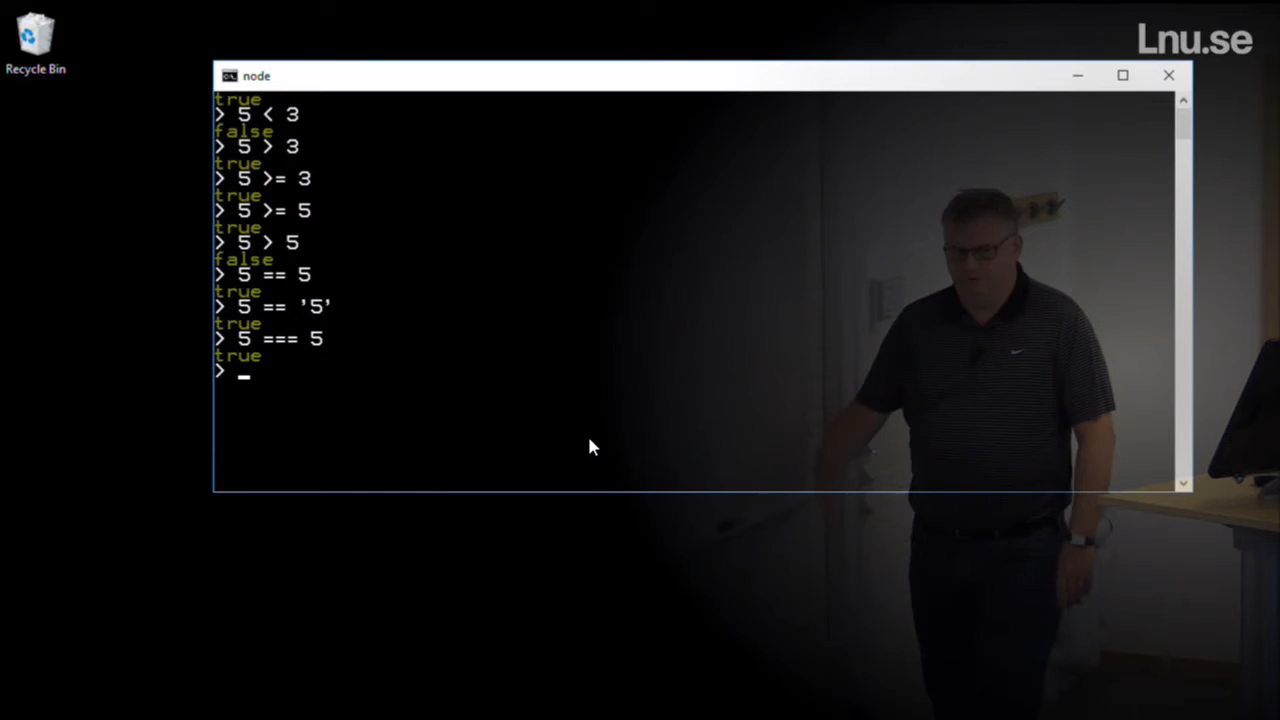 Lnu.se
Recycle Bin
node
true
> 5 < 3
false
> 5 > 3
true
> 5 >= 3
true
> 5 >= 5
true
> 5 > 5
false
> 5 == 5
true
> 5 == '5'
true
> 5 === 5
true
>